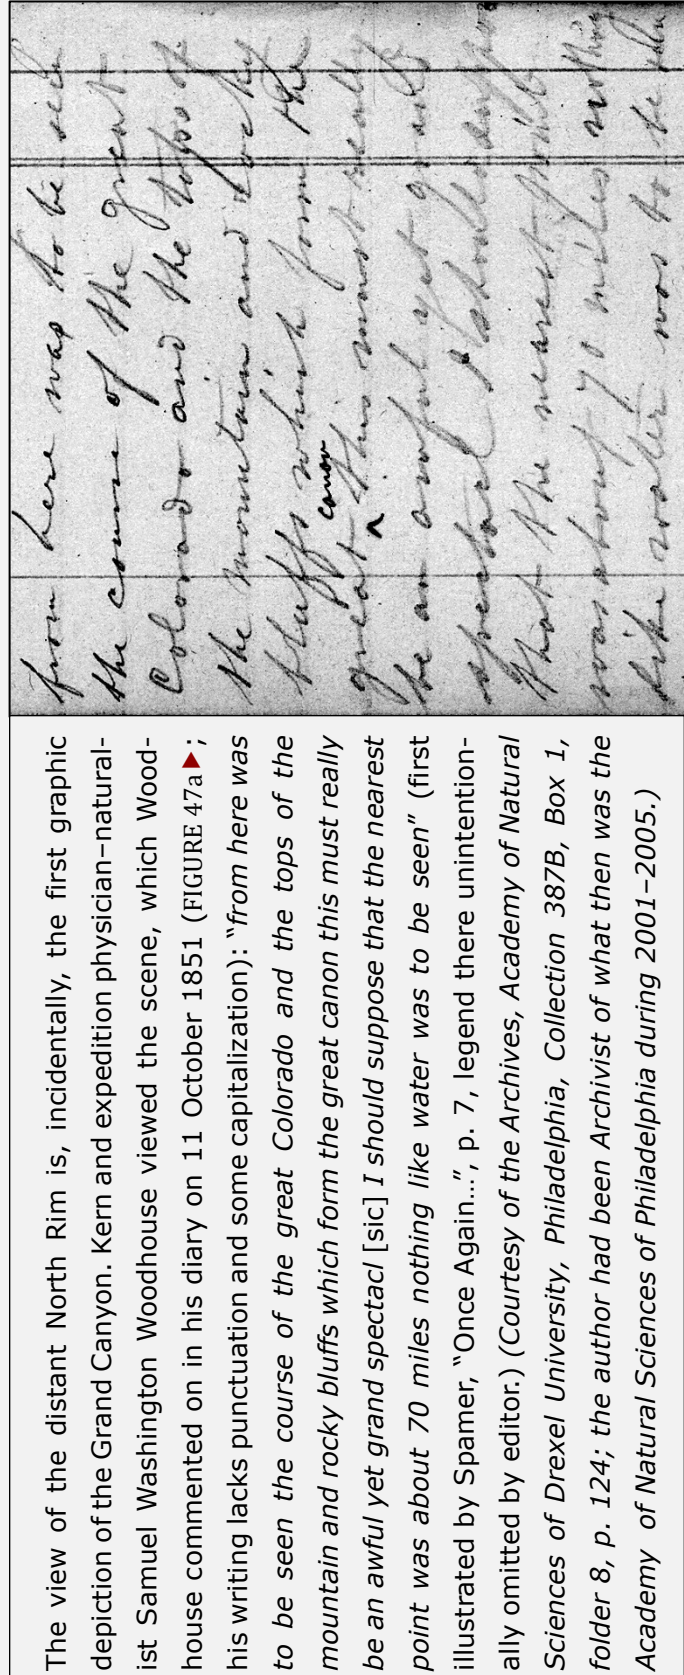 The view of the distant North Rim is, incidentally, the first graphic
depiction of the Grand Canyon. Kern and expedition physician–natural-
ist Samuel Washington Woodhouse viewed the scene, which Wood-
house commented on in his diary on 11 October 1851 (FIGURE 47a►;
his writing lacks punctuation and some capitalization): “from here was
to be seen the course of the great Colorado and the tops of the
mountain and rocky bluffs which form the great canon this must really
be an awful yet grand spectacl [sic] I should suppose that the nearest
point was about 70 miles nothing like water was to be seen” (first
illustrated by Spamer, “Once Again...”, p. 7, legend there unintention-
ally omitted by editor.) (Courtesy of the Archives, Academy of Natural
Sciences of Drexel University, Philadelphia, Collection 387B, Box 1,
folder 8, p. 124; the author had been Archivist of what then was the
Academy of Natural Sciences of Philadelphia during 2001–2005.)
from here was to be seen
the course of the great
Colorado and the tops of
the mountain and rocky
bluffs which form the
canon
great ^ this must really
be an awful yet grand
spectacl I should suppos
that the nearest point
was about 70 miles nothing
like water was to be seen